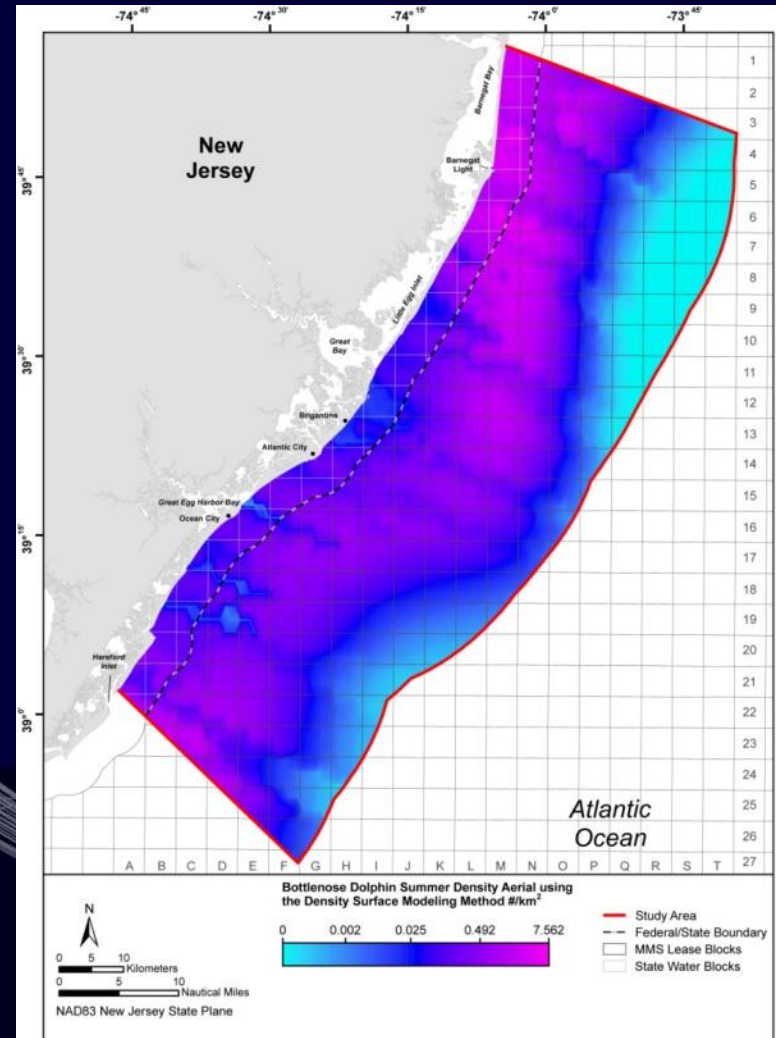 -74° 45'
-74° 30'
-74° 15'
-74° 0'
-73° 45'
New
Jersey
Barnegat Bay
Barnegat
Light
Little Egg Inlet
Great
Bay
Brigantine
Atlantic City
Great Egg Harbor Bay
Ocean City
Hereford
Inlet
39° 45'
39° 30'
39° 15'
39° 0'
1
2
3
4
5
6
7
8
9
10
11
12
13
14
15
16
17
18
19
20
21
22
23
24
25
26
27
Atlantic
Ocean
A B C D E F G H I J K L M N O P Q R S T
Bottlenose Dolphin Summer Density Aerial using
the Density Surface Modeling Method #/km²
0 0.002 0.025 0.492 7.562
N
0 5 10
Kilometers
0 5 10
Nautical Miles
NAD83 New Jersey State Plane
Study Area
Federal/State Boundary
MMS Lease Blocks
State Water Blocks